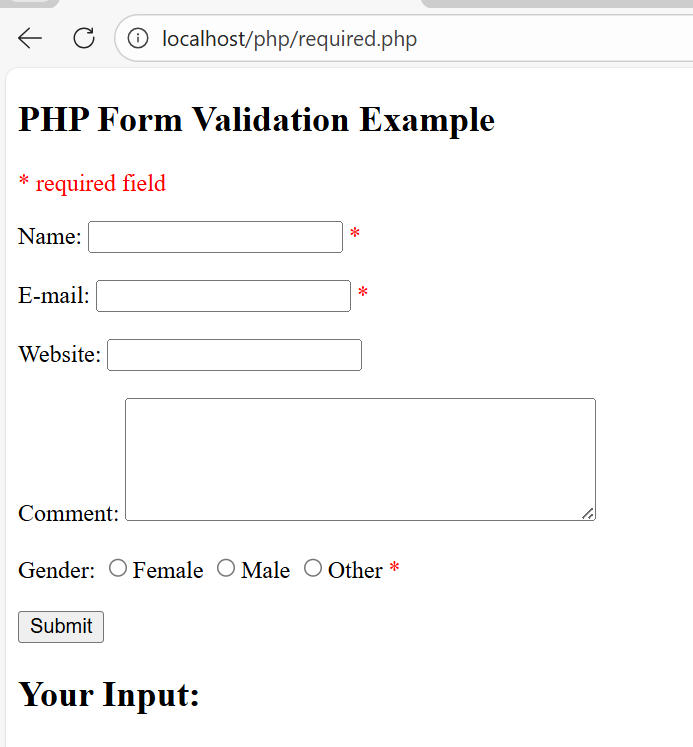 localhost/php/required.php
PHP Form Validation Example
* required field
Name: *
E-mail: *
Website:
Comment:
Gender: Female Male Other *
Submit
Your Input: